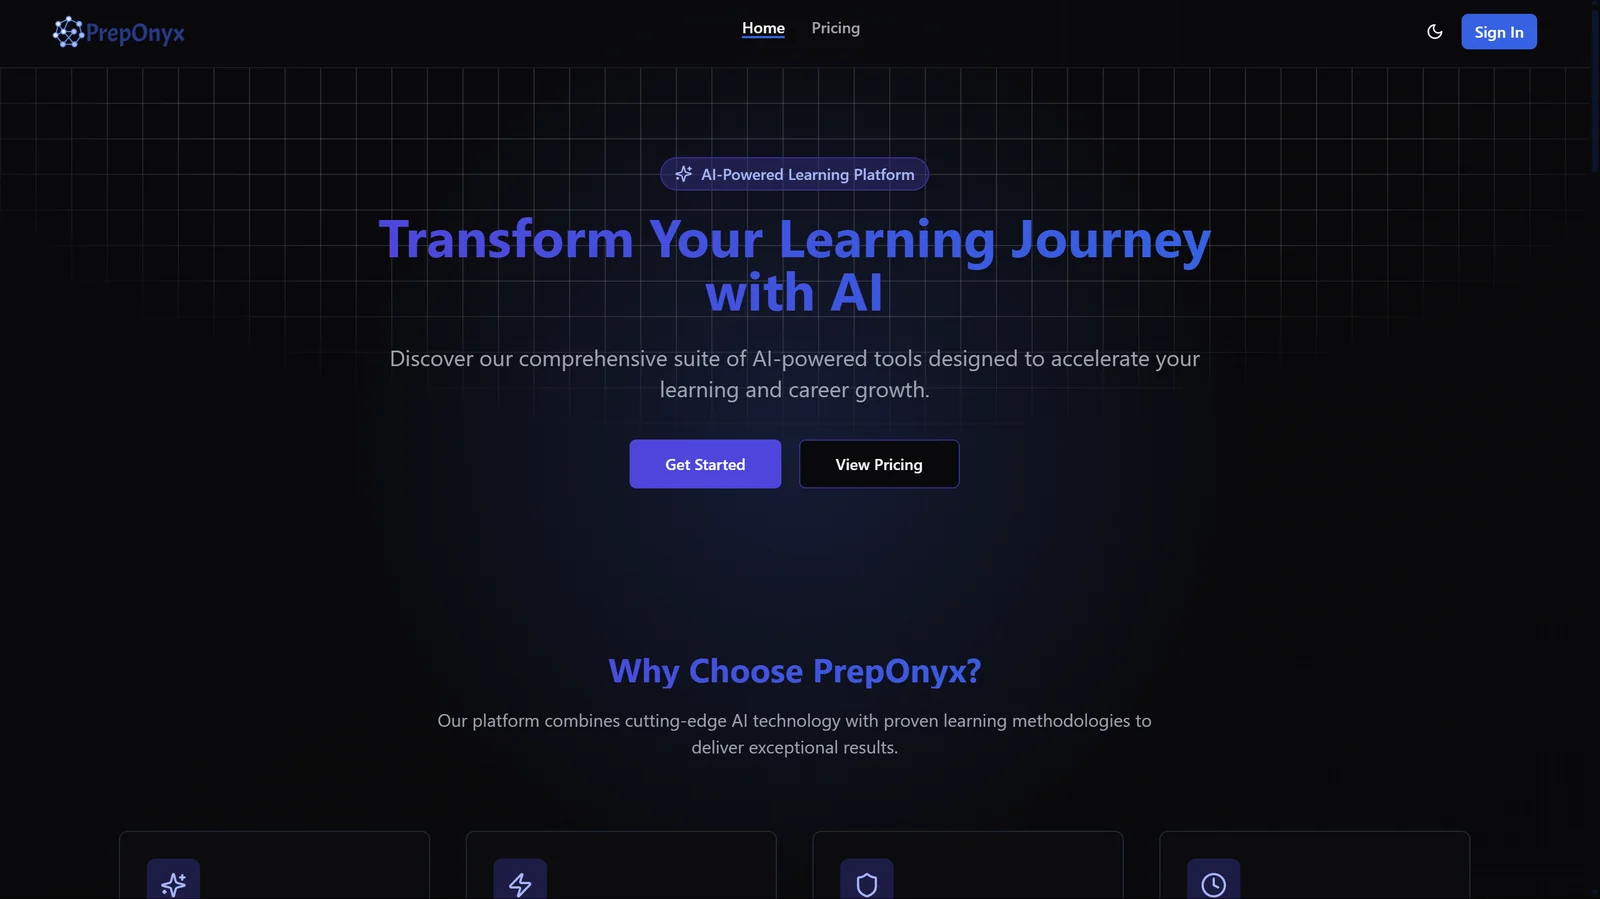 PrepOnyx
Home
Pricing
Sign In
AI-Powered Learning Platform
Transform Your Learning Journey
with AI
Discover our comprehensive suite of AI-powered tools designed to accelerate your
learning and career growth.
Get Started
View Pricing
Why Choose PrepOnyx?
Our platform combines cutting-edge AI technology with proven learning methodologies to
deliver exceptional results.